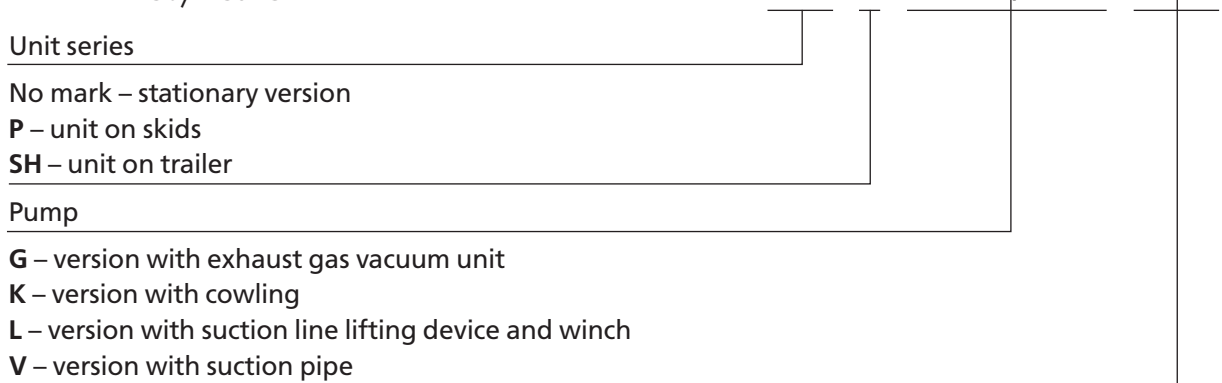 Unit series
No mark – stationary version
P – unit on skids
SH – unit on trailer
Pump
G – version with exhaust gas vacuum unit
K – version with cowling
L – version with suction line lifting device and winch
V – version with suction pipe